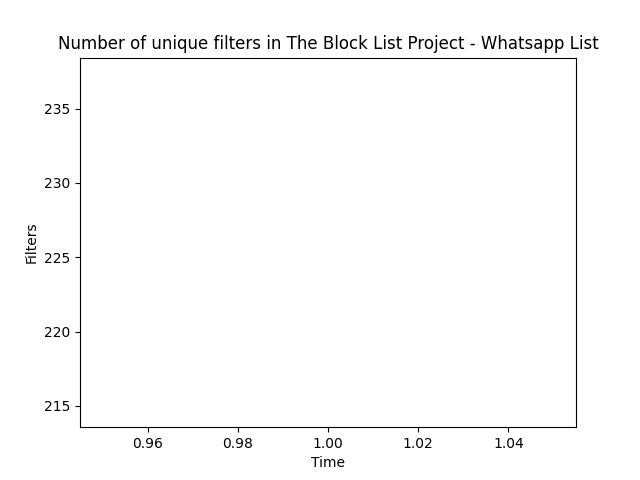 Number of unique filters in The Block List Project - Whatsapp List
235
230
225
220
215
Filters
0.96 0.98 1.00 1.02 1.04
Time